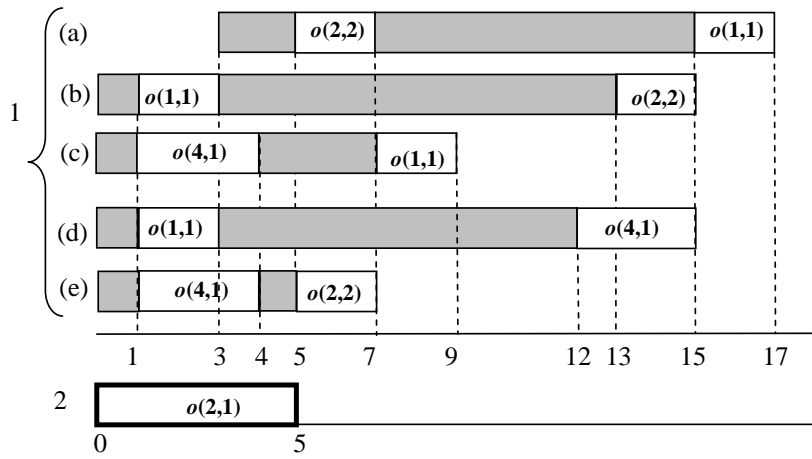 (a) o(2,2) o(1,1)
(b) o(1,1) o(2,2)
1
(c) o(4,1) o(1,1)
(d) o(1,1) o(4,1)
(e) o(4,1) o(2,2)
1 3 4 5 7 9 12 13 15 17
2 o(2,1)
0 5